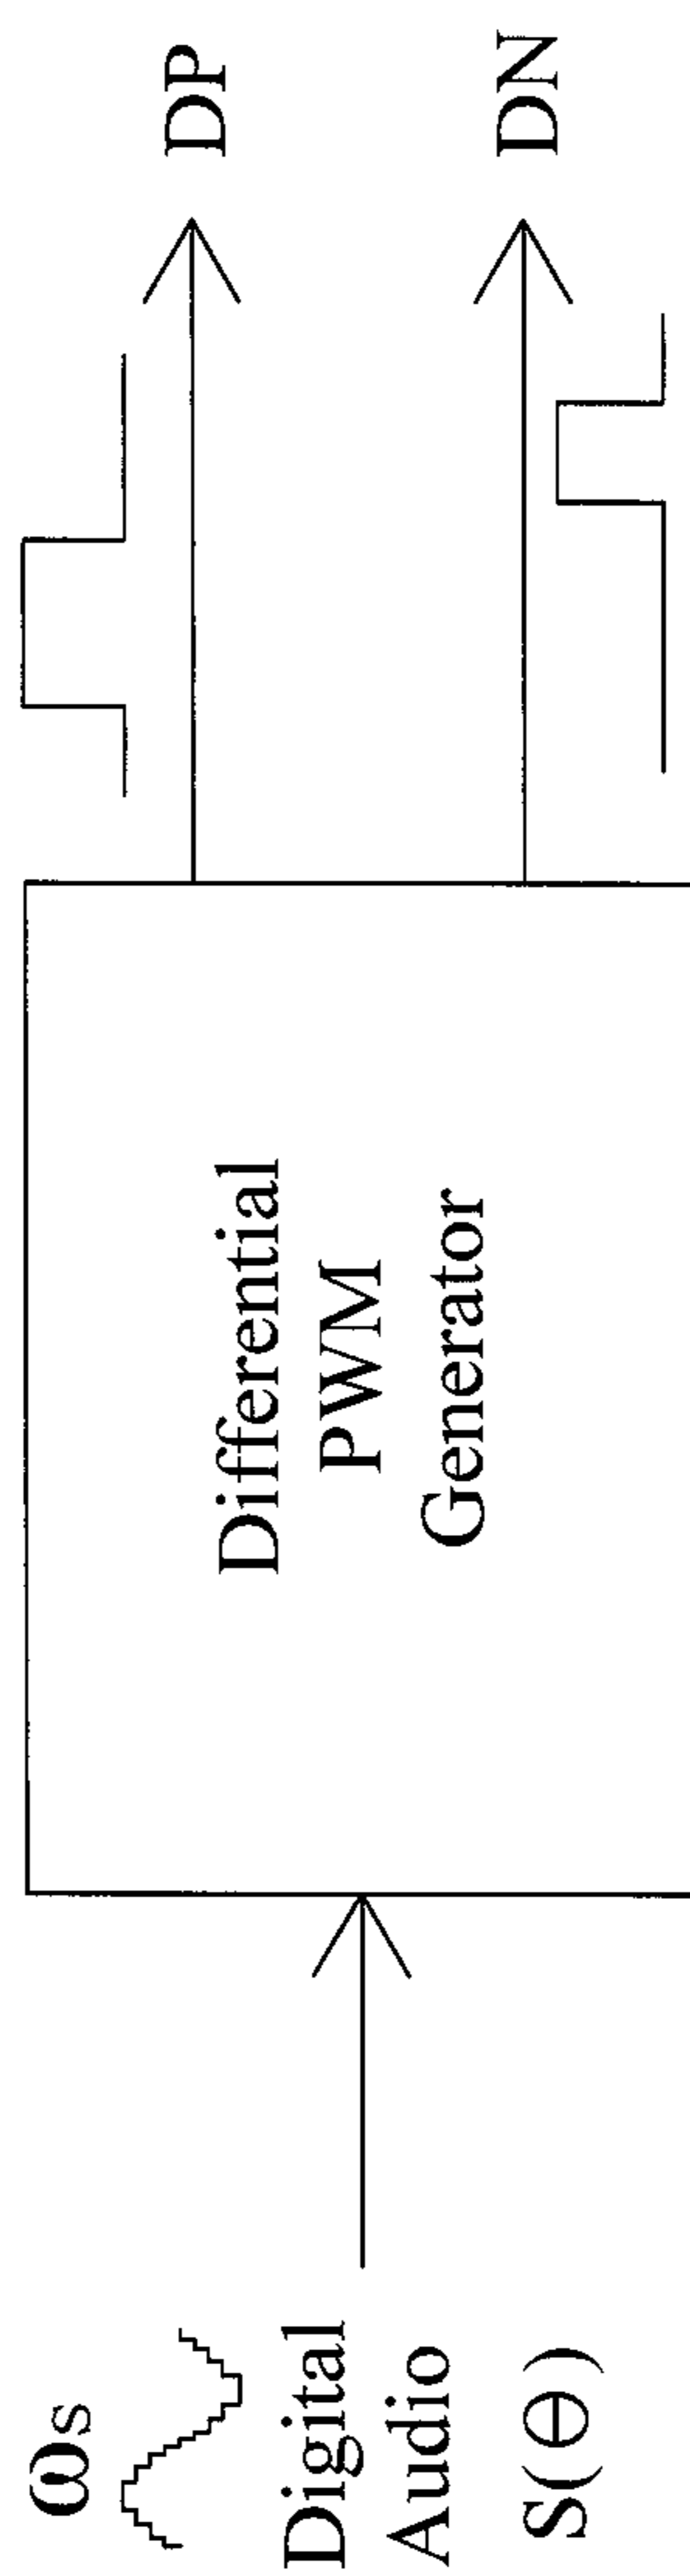 ωs
Digital
Audio
S(Θ)
Differential
PWM
Generator
DP
DN